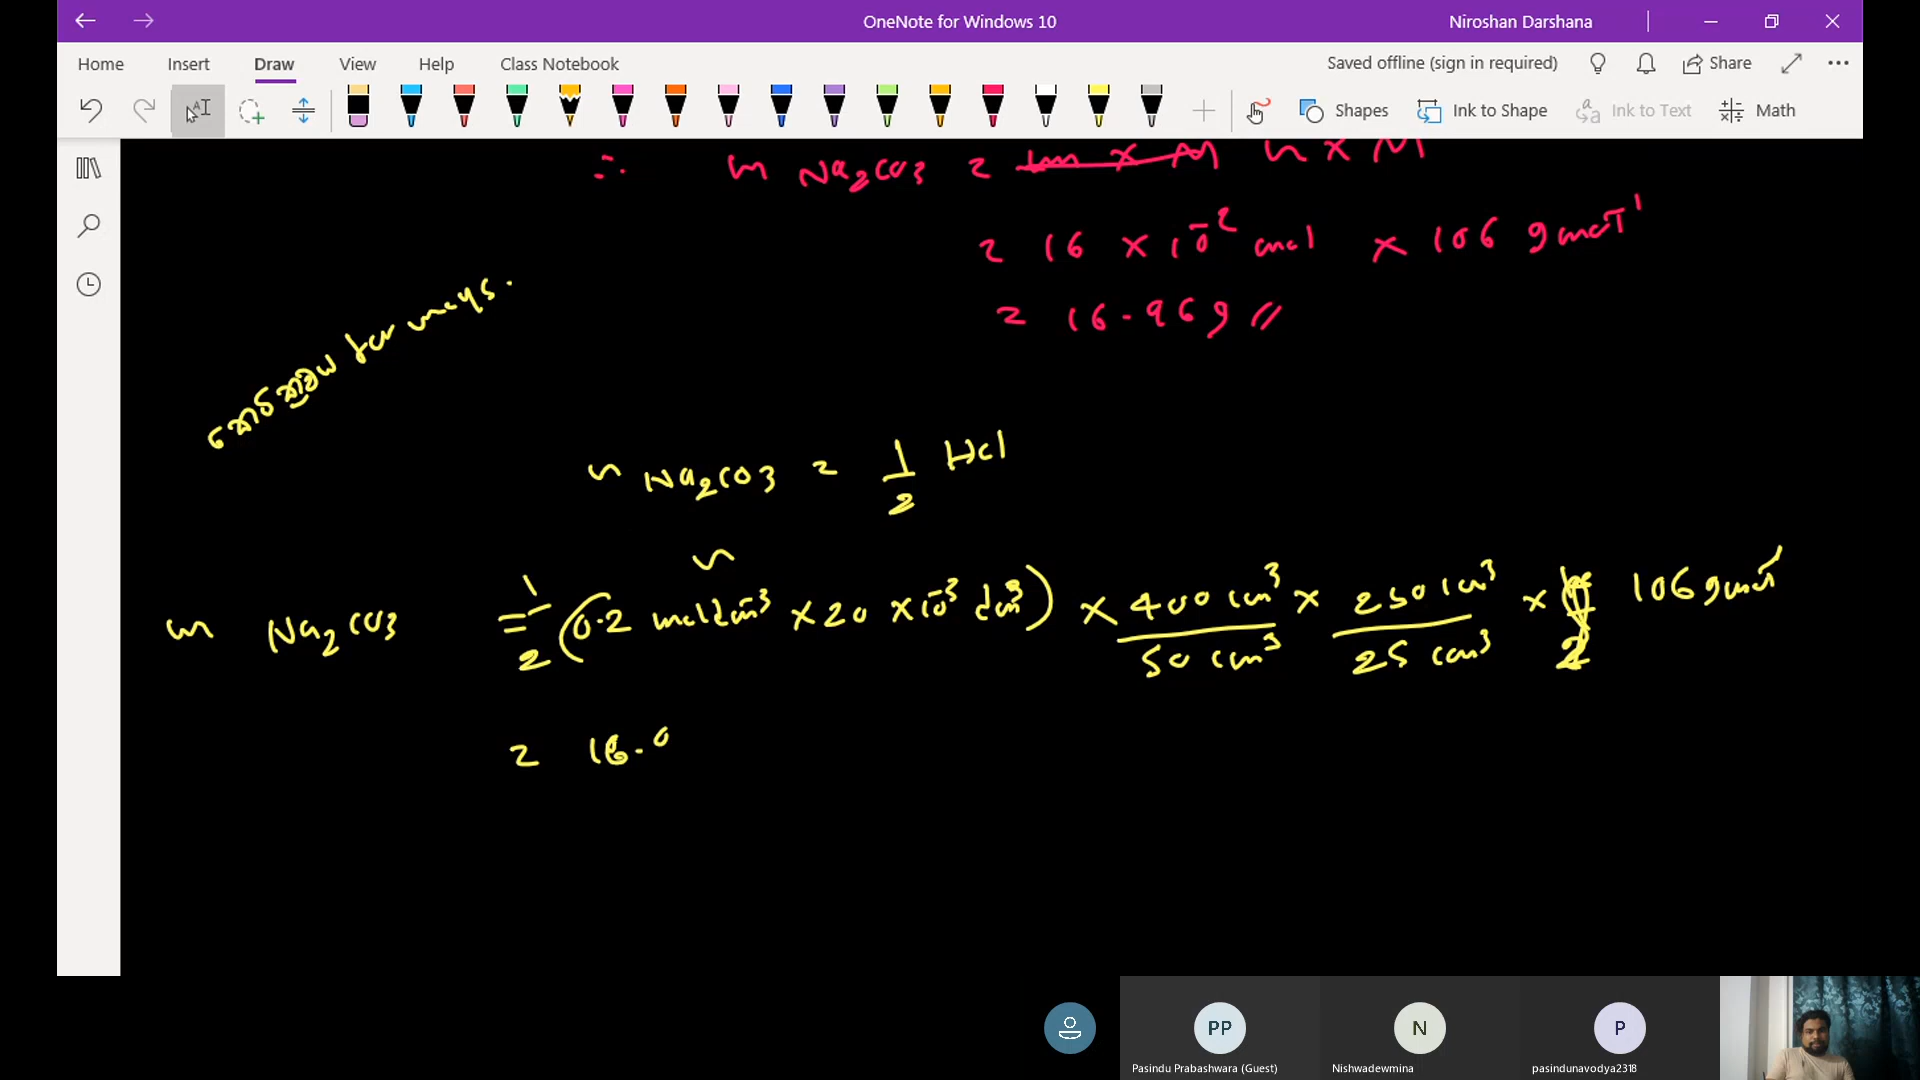 OneNote for Windows 10
Niroshan Darshana
Home Insert Draw View Help Class Notebook
Saved offline (sign in required) Share
Shapes Ink to Shape Ink to Text Math
∴ m Na₂CO₃ = n × M
= 16 × 10⁻² mol × 106 g mol⁻¹
= 16.96 g //
n Na₂CO₃ = 1/2 HCl
n
m Na₂CO₃ = 1/2 (0.2 mol dm⁻³ × 20 × 10⁻³ dm³) × 400 cm³/50 cm³ × 250 cm³/25 cm³ × 106 g mol⁻¹
= 16.0
PP N P
Pasindu Prabashwara (Guest) Nishwadewmina pasindunavodya2318